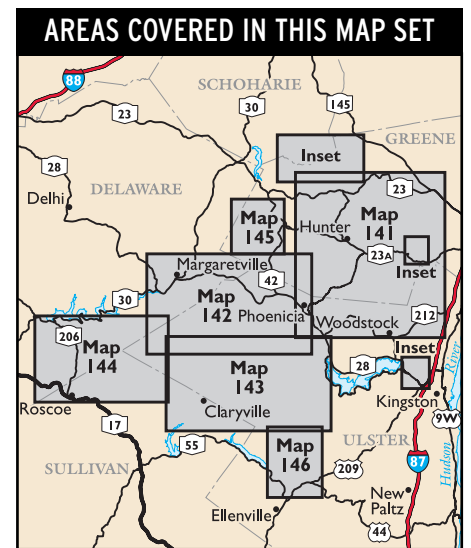 AREAS COVERED IN THIS MAP SET
88
SCHOHARIE
30
145
23
GREENE
Inset
28
23
Delhi
DELAWARE
Map
145
Hunter
Map
141
23A
Inset
Margaretville
42
30
Map
142
Phoenicia
Woodstock
212
206
Map
144
Map
143
28
Inset
River
Roscoe
Claryville
Kingston
9W
17
55
Map
146
ULSTER
Hudson
SULLIVAN
209
87
New
Paltz
Ellenville
44